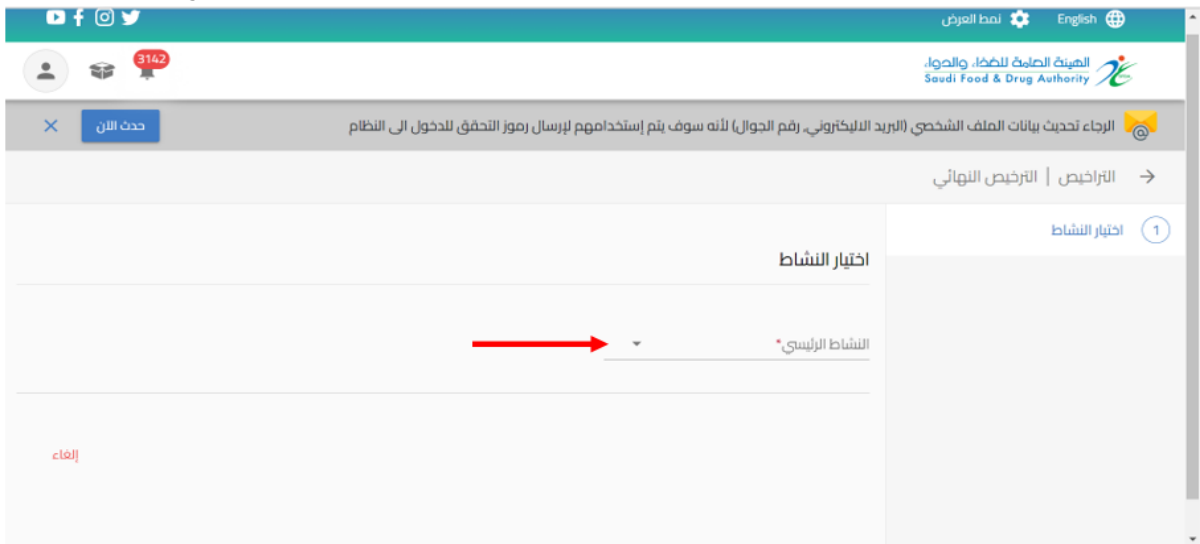 English نمط العرض
الهيئة العامة للغذاء والدواء
Saudi Food & Drug Authority
3142
الرجاء تحديث بيانات الملف الشخصي (البريد الاليكتروني, رقم الجوال) لأنه سوف يتم إستخدامهم لإرسال رموز التحقق للدخول الى النظام
حدث الآن
التراخيص | الترخيص النهائي
1 اختيار النشاط
اختيار النشاط
النشاط الرئيسي*
إلغاء